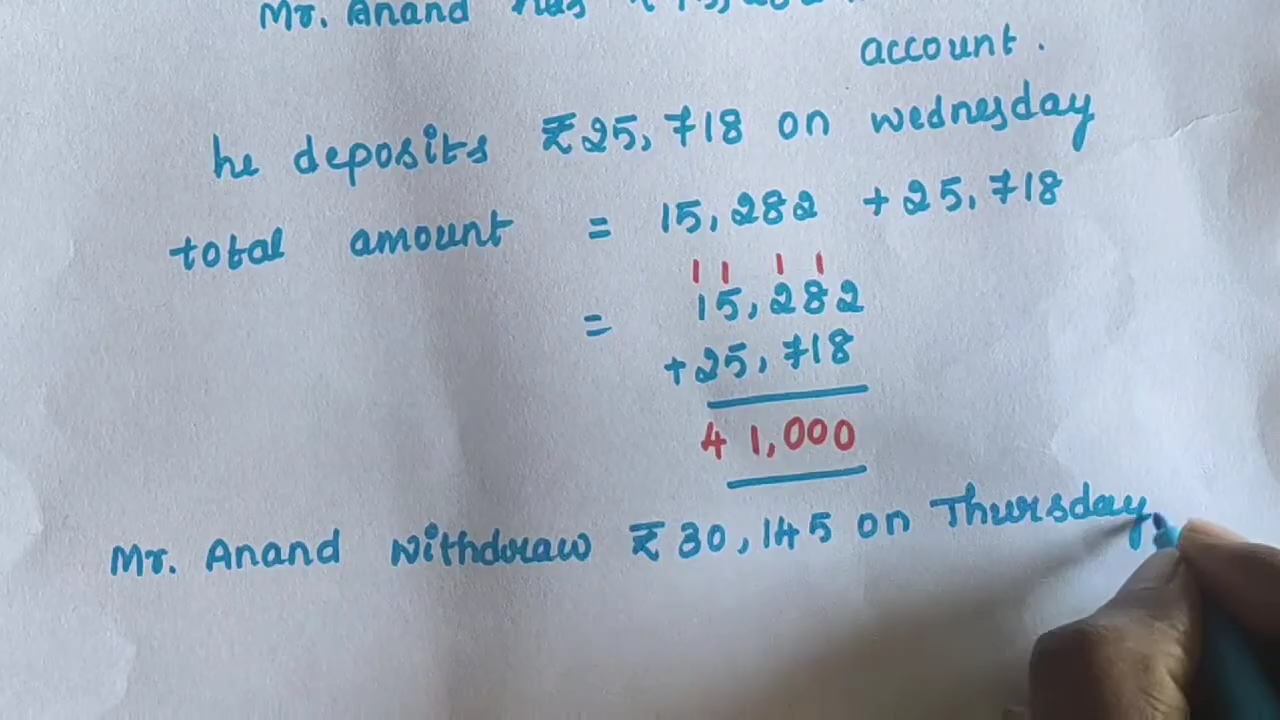 Mr. Anand has ₹
account.
he deposits ₹25,718 on wednesday
total amount = 15,282 + 25,718
1 1 1 1
= 15,282
+25,718
41,000
Mr. Anand withdraw ₹30,145 on Thursday